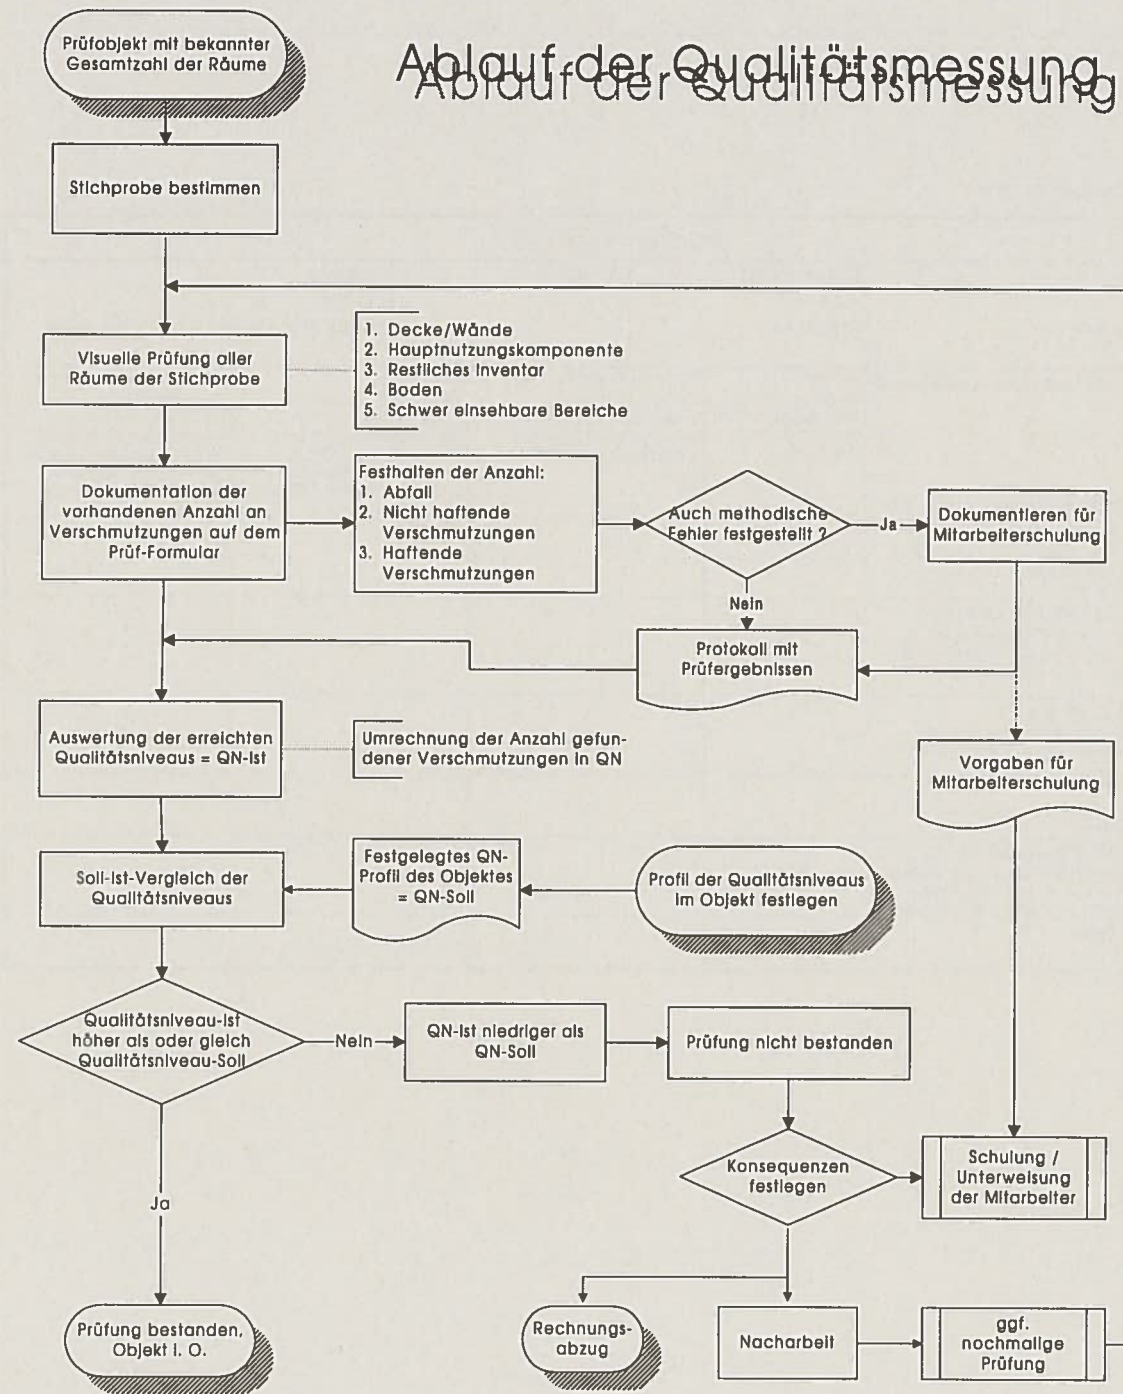 Ablauf der Qualitätsmessung
Prüfobjekt mit bekannter
Gesamtzahl der Räume
Stichprobe bestimmen
Visuelle Prüfung aller
Räume der Stichprobe
1. Decke/Wände
2. Hauptnutzungskomponente
3. Restliches Inventar
4. Boden
5. Schwer einsehbare Bereiche
Dokumentation der
vorhandenen Anzahl an
Verschmutzungen auf dem
Prüf-Formular
Festhalten der Anzahl:
1. Abfall
2. Nicht haftende
Verschmutzungen
3. Haftende
Verschmutzungen
Auch methodische
Fehler festgestellt ?
Ja
Dokumentieren für
Mitarbeiterschulung
Nein
Protokoll mit
Prüfergebnissen
Auswertung der erreichten
Qualitätsniveaus = QN-Ist
Umrechnung der Anzahl gefun-
dener Verschmutzungen in QN
Vorgaben für
Mitarbeiterschulung
Soll-Ist-Vergleich der
Qualitätsniveaus
Festgelegtes QN-
Profil des Objektes
= QN-Soll
Profil der Qualitätsniveaus
im Objekt festlegen
Qualitätsniveau-Ist
höher als oder gleich
Qualitätsniveau-Soll
Nein
QN-Ist niedriger als
QN-Soll
Prüfung nicht bestanden
Konsequenzen
festlegen
Schulung /
Unterweisung
der Mitarbeiter
Ja
Prüfung bestanden,
Objekt i. O.
Rechnungs-
abzug
Nacharbeit
ggf.
nochmalige
Prüfung